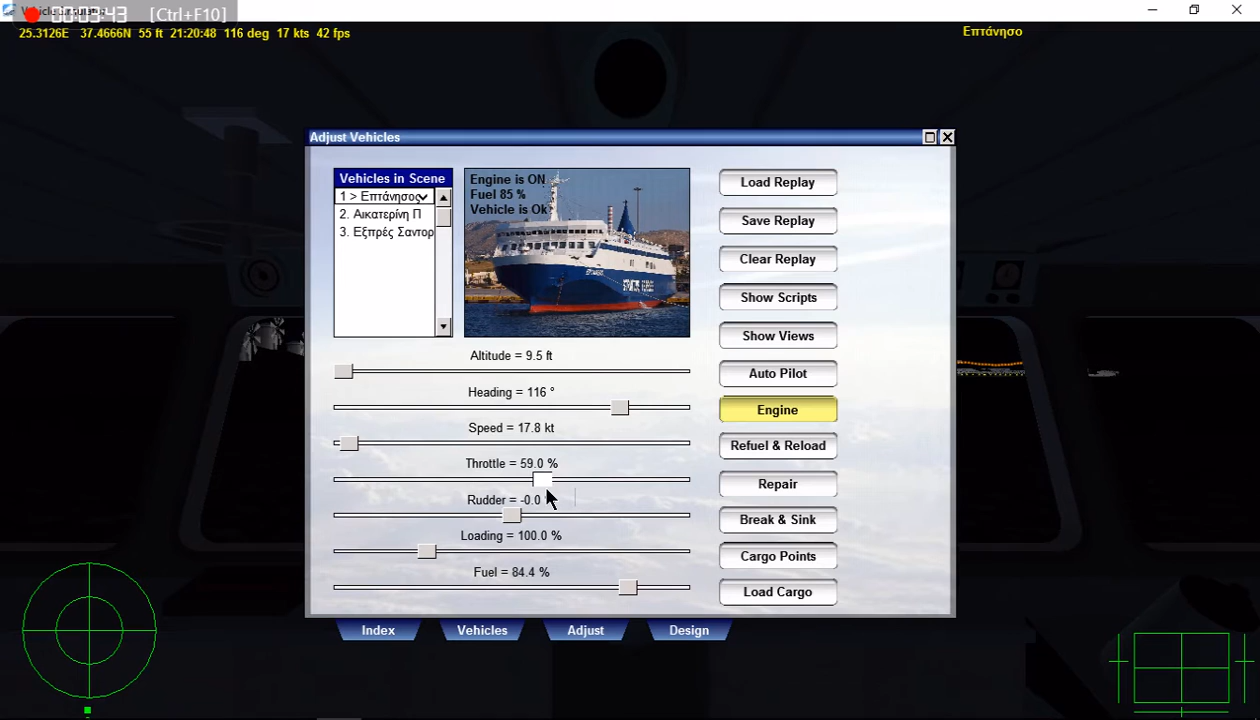 00:03:43 [Ctrl+F10]
25.3126E 37.4666N 55 ft 21:20:48 116 deg 17 kts 42 fps
Επτάνησο
Adjust Vehicles
Vehicles in Scene
1 > Επτάνησος
2. Αικατερίνη Π
3. Εξπρές Σαντορ
Engine is ON
Fuel 85 %
Vehicle is Ok
Altitude = 9.5 ft
Heading = 116 °
Speed = 17.8 kt
Throttle = 59.0 %
Rudder = -0.0
Loading = 100.0 %
Fuel = 84.4 %
Load Replay
Save Replay
Clear Replay
Show Scripts
Show Views
Auto Pilot
Engine
Refuel & Reload
Repair
Break & Sink
Cargo Points
Load Cargo
Index
Vehicles
Adjust
Design